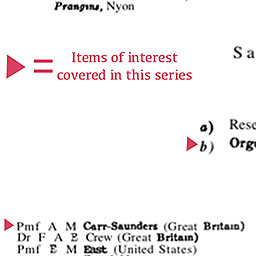 Prangins, Nyon
= Items of interest
covered in this series
Sa
a) Rese
b) Orga
Pmf A M Carr-Saunders (Great Britain)
Dr F A E Crew (Great Britain)
Pmf E M East (United States)